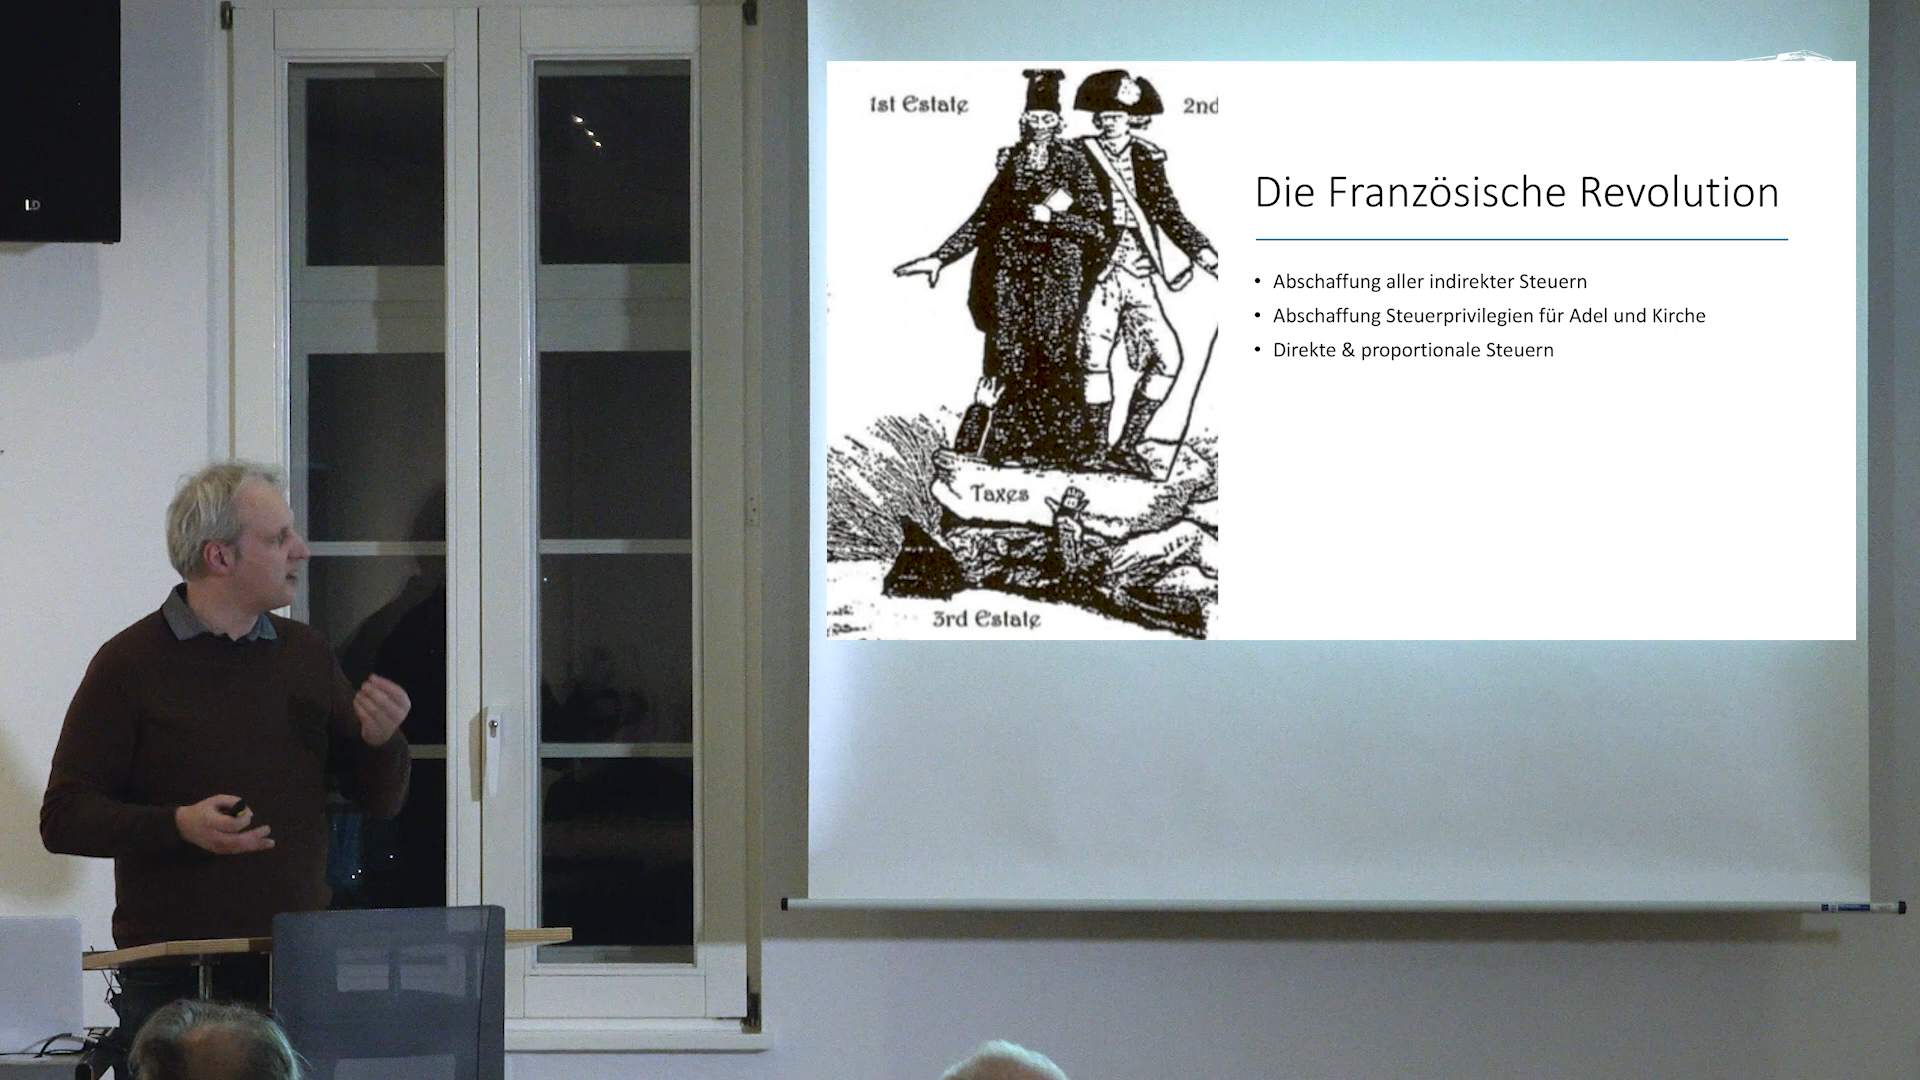 1st Estate
2nd
Die Französische Revolution
• Abschaffung aller indirekter Steuern
• Abschaffung Steuerprivilegien für Adel und Kirche
• Direkte & proportionale Steuern
Taxes
3rd Estate
LD